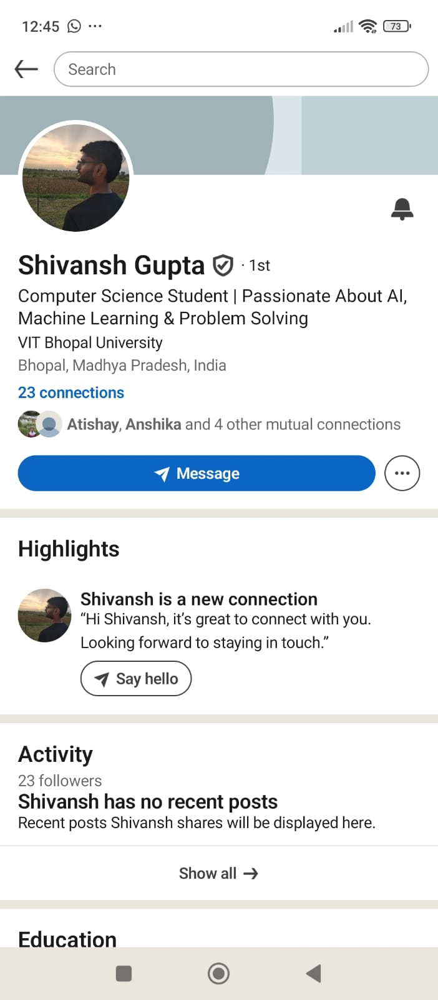 12:45
73
Search
Shivansh Gupta · 1st
Computer Science Student | Passionate About AI,
Machine Learning & Problem Solving
VIT Bhopal University
Bhopal, Madhya Pradesh, India
23 connections
Atishay, Anshika and 4 other mutual connections
Message
Highlights
Shivansh is a new connection
“Hi Shivansh, it’s great to connect with you.
Looking forward to staying in touch.”
Say hello
Activity
23 followers
Shivansh has no recent posts
Recent posts Shivansh shares will be displayed here.
Show all →
Education